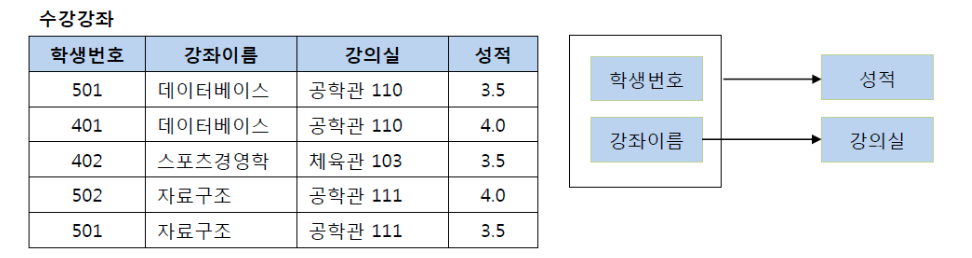 수강강좌
학생번호 강좌이름 강의실 성적
501 데이터베이스 공학관 110 3.5
401 데이터베이스 공학관 110 4.0
402 스포츠경영학 체육관 103 3.5
502 자료구조 공학관 111 4.0
501 자료구조 공학관 111 3.5
학생번호 성적
강좌이름 강의실